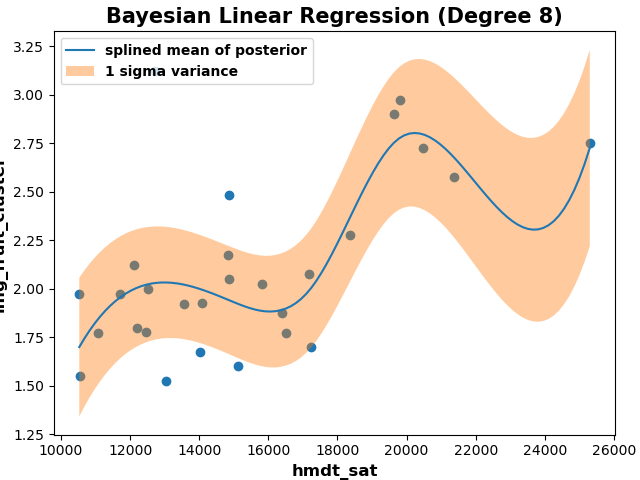 Bayesian Linear Regression (Degree 8)
splined mean of posterior
1 sigma variance
3.25
3.00
2.75
2.50
2.25
2.00
1.75
1.50
1.25
10000 12000 14000 16000 18000 20000 22000 24000 26000
hmdt_sat